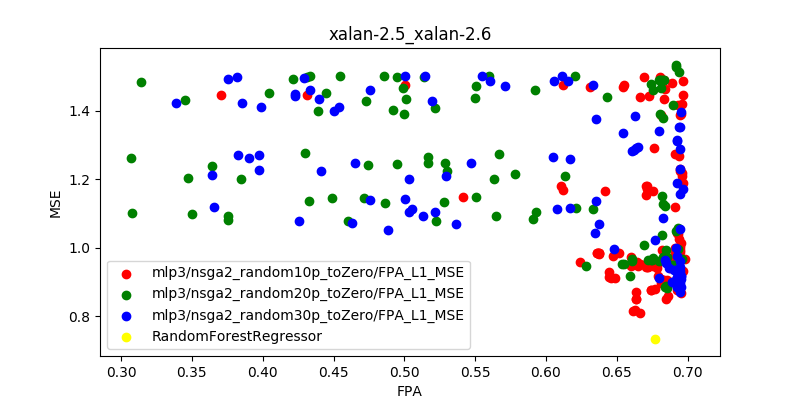 xalan-2.5_xalan-2.6
MSE
1.4
1.2
1.0
0.8
mlp3/nsga2_random10p_toZero/FPA_L1_MSE
mlp3/nsga2_random20p_toZero/FPA_L1_MSE
mlp3/nsga2_random30p_toZero/FPA_L1_MSE
RandomForestRegressor
0.30 0.35 0.40 0.45 0.50 0.55 0.60 0.65 0.70
FPA